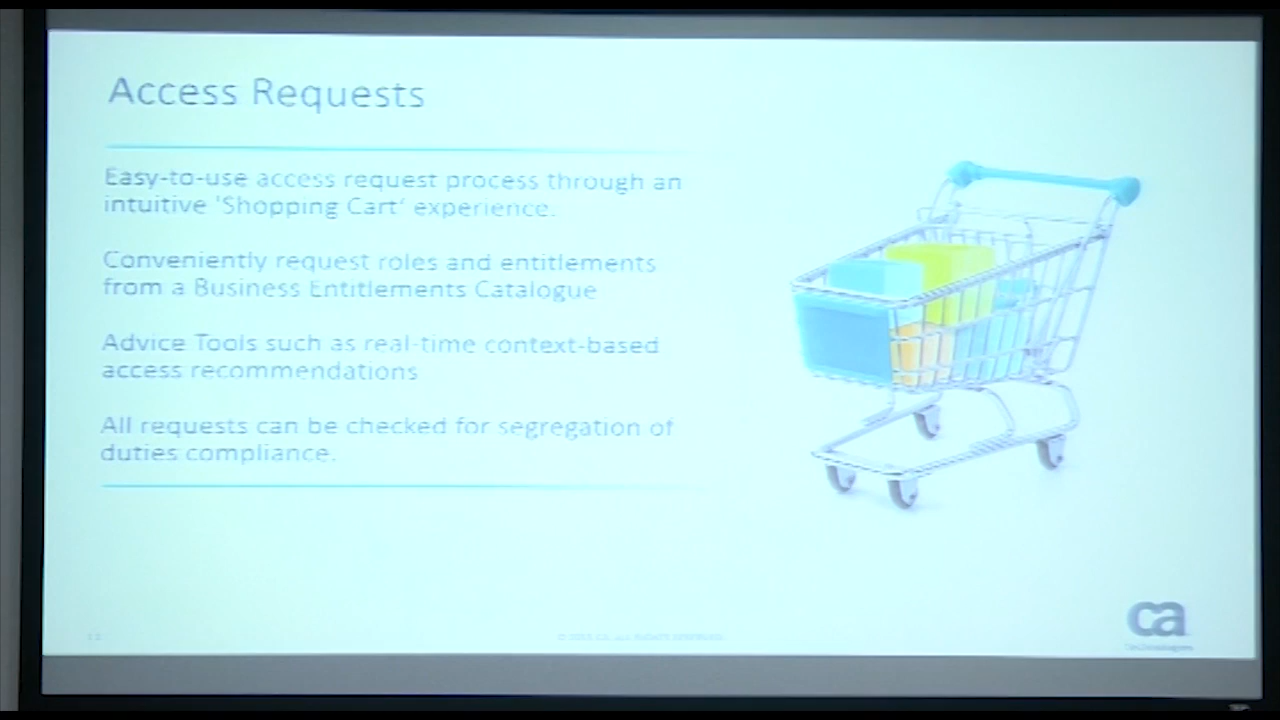 Access Requests
Easy-to-use access request process through an
intuitive 'Shopping Cart' experience.
Conveniently request roles and entitlements
from a Business Entitlements Catalogue
Advice Tools such as real-time context-based
access recommendations
All requests can be checked for segregation of
duties compliance.
ca